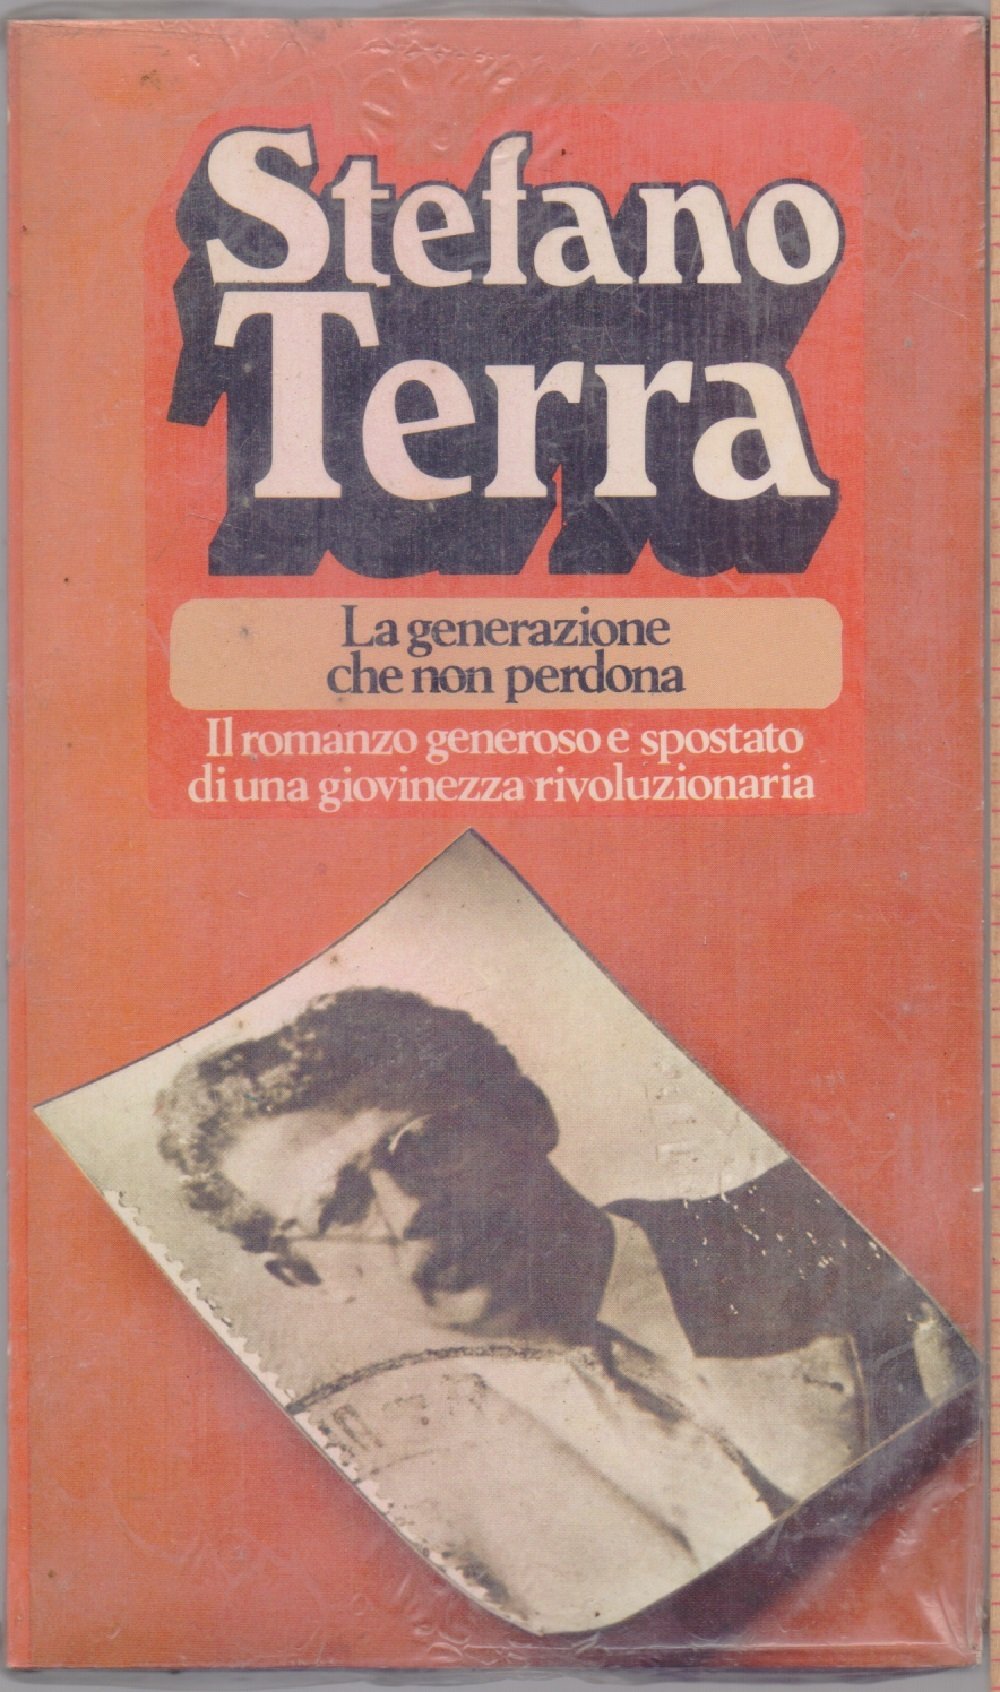 Stefano
Terra
La generazione
che non perdona
Il romanzo generoso e spostato
di una giovinezza rivoluzionaria